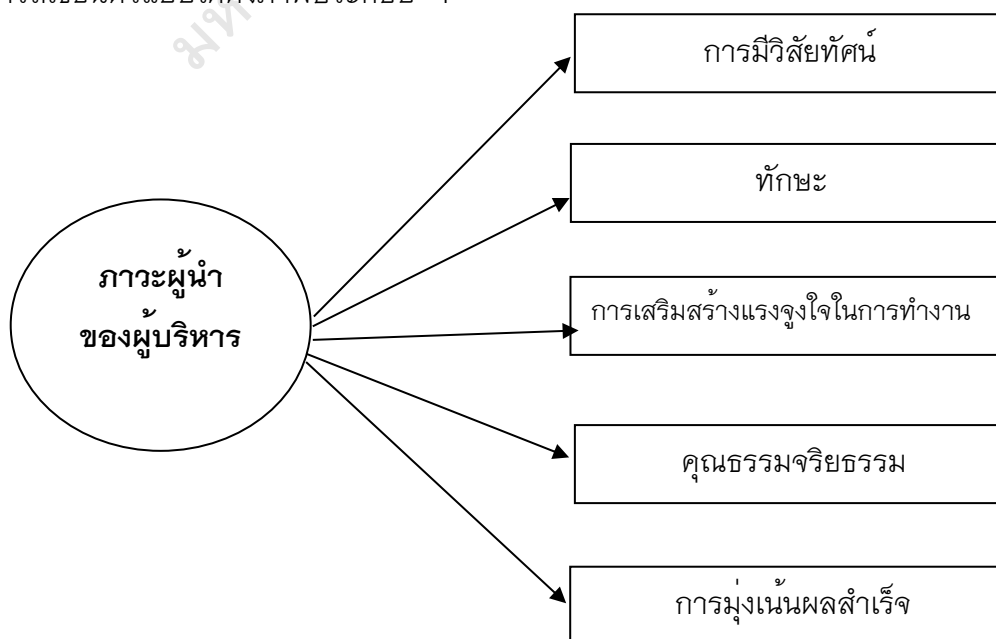 การมีวิสัยทัศน์
ทักษะ
ภาวะผู้นำ
ของผู้บริหาร
การเสริมสร้างแรงจูงใจในการทำงาน
คุณธรรมจริยธรรม
การมุ่งเน้นผลสำเร็จ